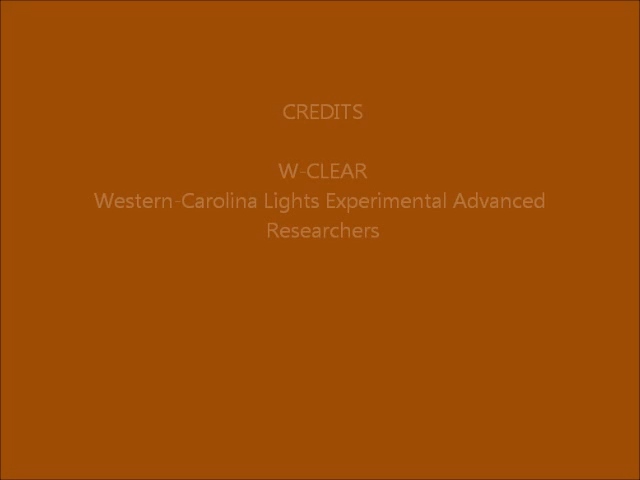 CREDITS
W-CLEAR
Western-Carolina Lights Experimental Advanced
Researchers